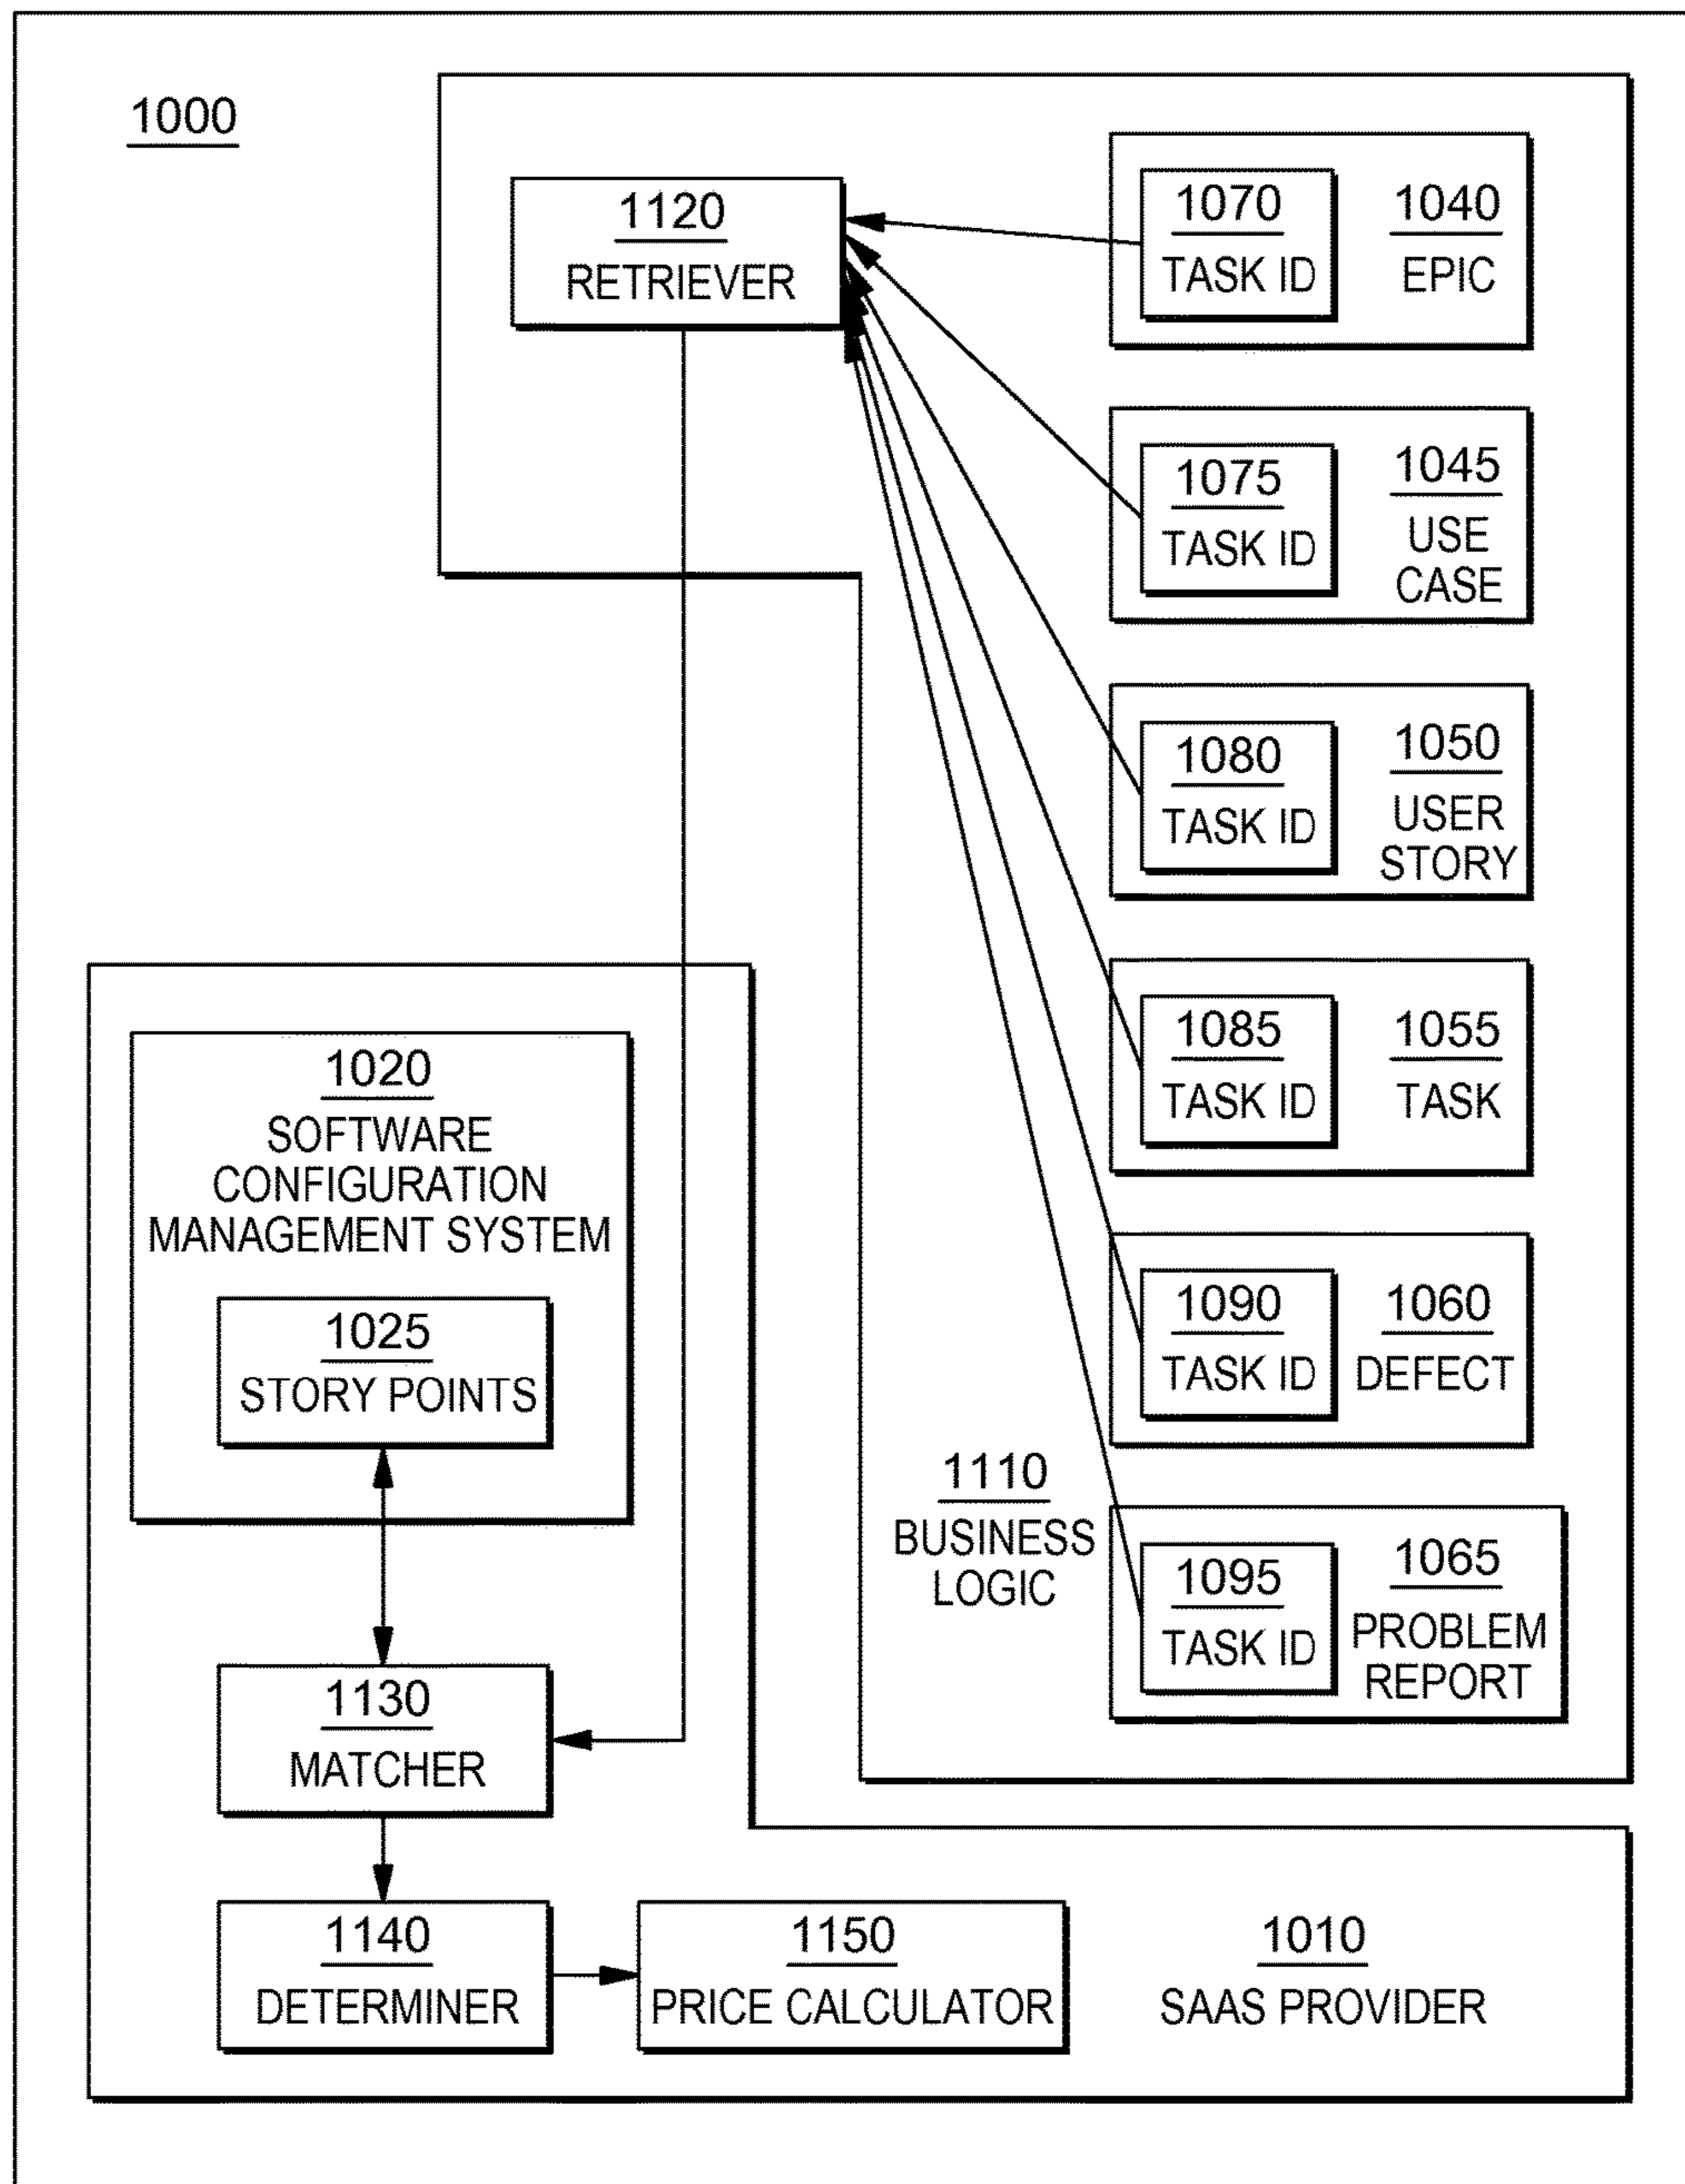 1000
1120
RETRIEVER
1070
TASK ID
1040
EPIC
1075
TASK ID
1045
USE
CASE
1080
TASK ID
1050
USER
STORY
1085
TASK ID
1055
TASK
1090
TASK ID
1060
DEFECT
1095
TASK ID
1065
PROBLEM
REPORT
1110
BUSINESS
LOGIC
1020
SOFTWARE
CONFIGURATION
MANAGEMENT SYSTEM
1025
STORY POINTS
1130
MATCHER
1140
DETERMINER
1150
PRICE CALCULATOR
1010
SAAS PROVIDER